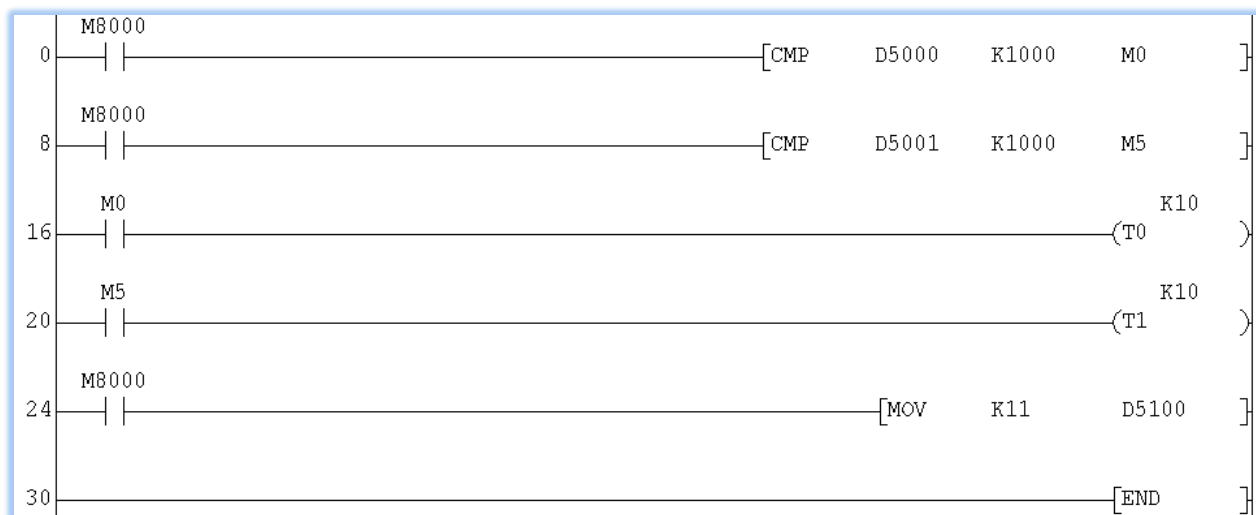 M8000
0 [CMP D5000 K1000 M0 ]
M8000
8 [CMP D5001 K1000 M5 ]
M0 K10
16 (T0 )
M5 K10
20 (T1 )
M8000
24 [MOV K11 D5100 ]
30 [END ]